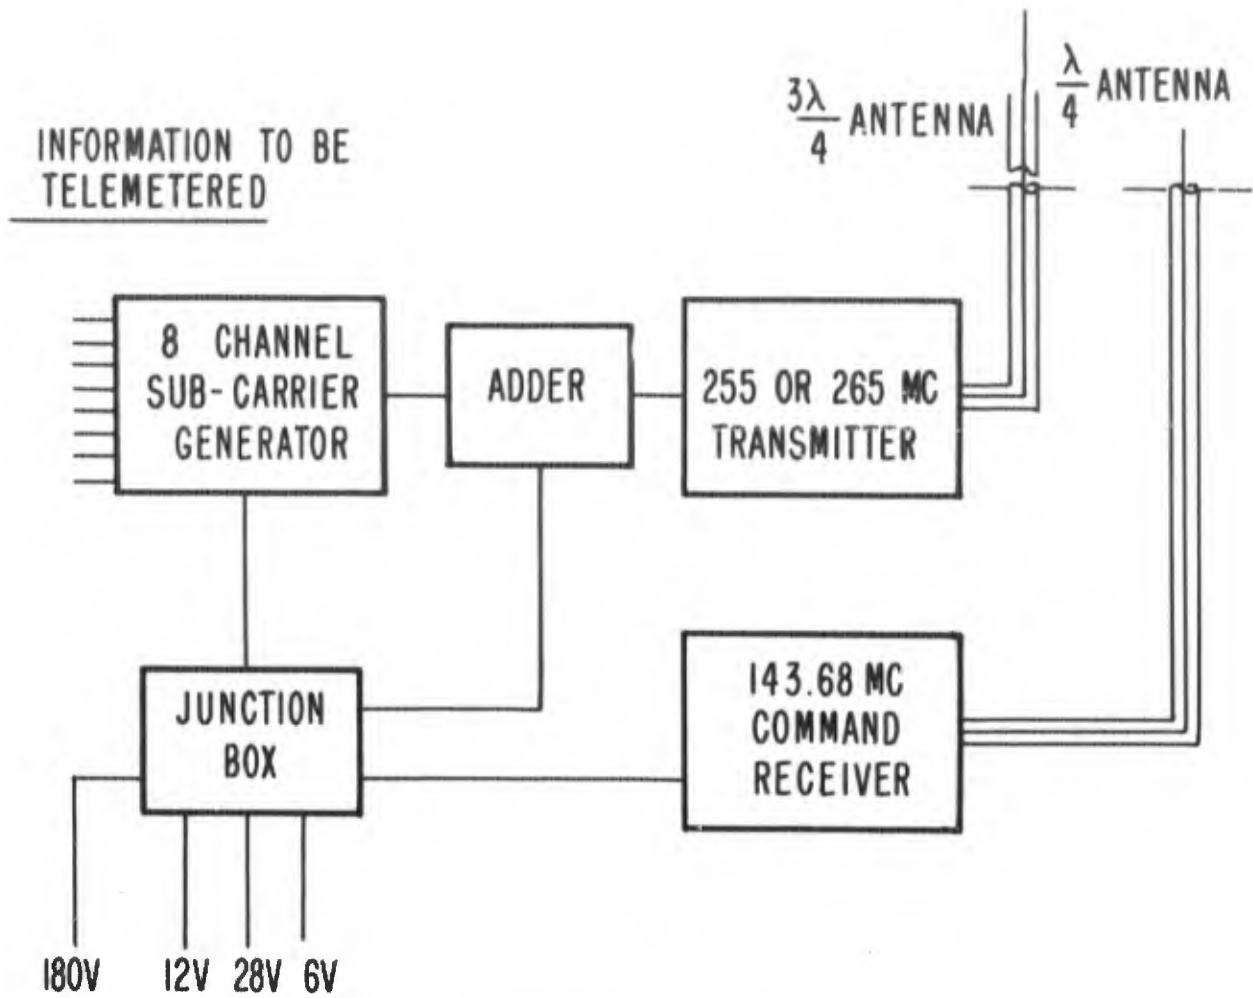 3λ/4 ANTENNA
λ/4 ANTENNA
INFORMATION TO BE
TELEMETERED
8 CHANNEL
SUB-CARRIER
GENERATOR
ADDER
255 OR 265 MC
TRANSMITTER
JUNCTION
BOX
143.68 MC
COMMAND
RECEIVER
180V 12V 28V 6V